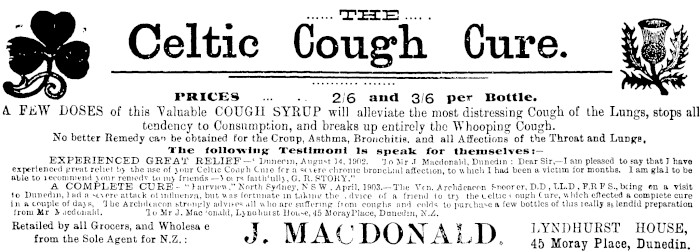 THE
Celtic Cough Cure.
PRICES ... .. 2/6 and 3/6 per Bottle.
A FEW DOSES of this Valuable COUGH SYRUP will alleviate the most distressing Cough of the Lungs, stops all
tendency to Consumption, and breaks up entirely the Whooping Cough.
No better Remedy can be obtained for the Croup, Asthma, Bronchitis, and all Affections of the Throat and Lungs,
The following Testimonials speak for themselves:—
EXPERIENCED GREAT RELIEF—Dunedin, August 14, 1902. To Mr J Macdonald, Dunedin: Dear Sir,—I am pleased to say that I have
experienced great relief by the use of your Celtic Cough Cure for a severe chronic bronchial affection, to which I had been a victim for months. I am glad to be
able to recommend your remedy to my friends—Yours faithfully, G. R. STORY.
A COMPLETE CURE—"Fairview," North Sydney, N S W, April, 1903.—The Ven. Archdeacon Spooner, D.D, LL.D, F.R P S., being on a visit
to Dunedin, had a severe attack of influenza, but was fortunate in taking the advice of a friend to try the Celtic Cough Cure, which effected a complete cure
in a couple of days. The Archdeacon strongly advises all who are suffering from coughs and colds to purchase a few bottles of this really splendid preparation
from Mr Macdonald. To Mr J. Macdonald, Lyndhurst House, 45 Moray Place, Dunedin, N.Z.
Retailed by all Grocers, and Wholesale
from the Sole Agent for N.Z.:
J. MACDONALD,
LYNDHURST HOUSE,
45 Moray Place, Dunedin.